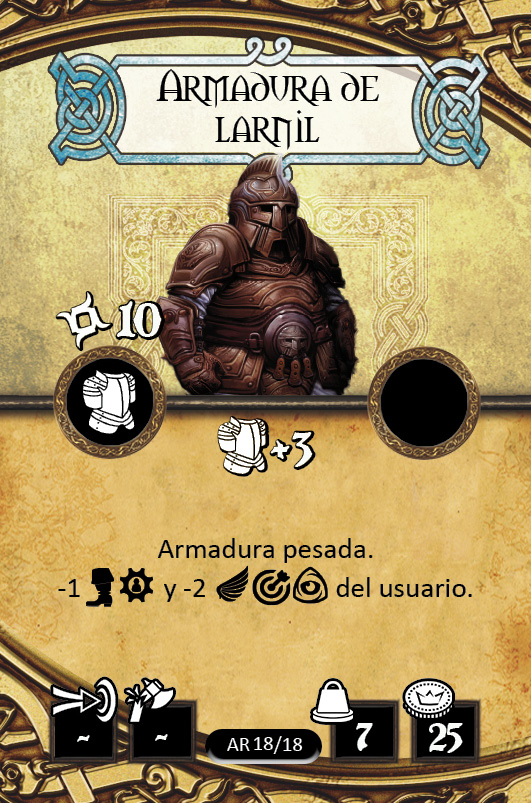 Armadura de
larnil
10
+3
Armadura pesada.
-1 y -2 del usuario.
~ ~ AR 18/18 7 25